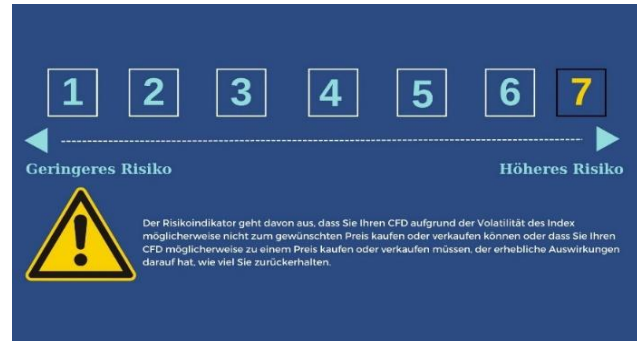 1 2 3 4 5 6 7
Geringeres Risiko Höheres Risiko
Der Risikoindikator geht davon aus, dass Sie Ihren CFD aufgrund der Volatilität des Index
möglicherweise nicht zum gewünschten Preis kaufen oder verkaufen können oder dass Sie Ihren
CFD möglicherweise zu einem Preis kaufen oder verkaufen müssen, der erhebliche Auswirkungen
darauf hat, wie viel Sie zurückerhalten.